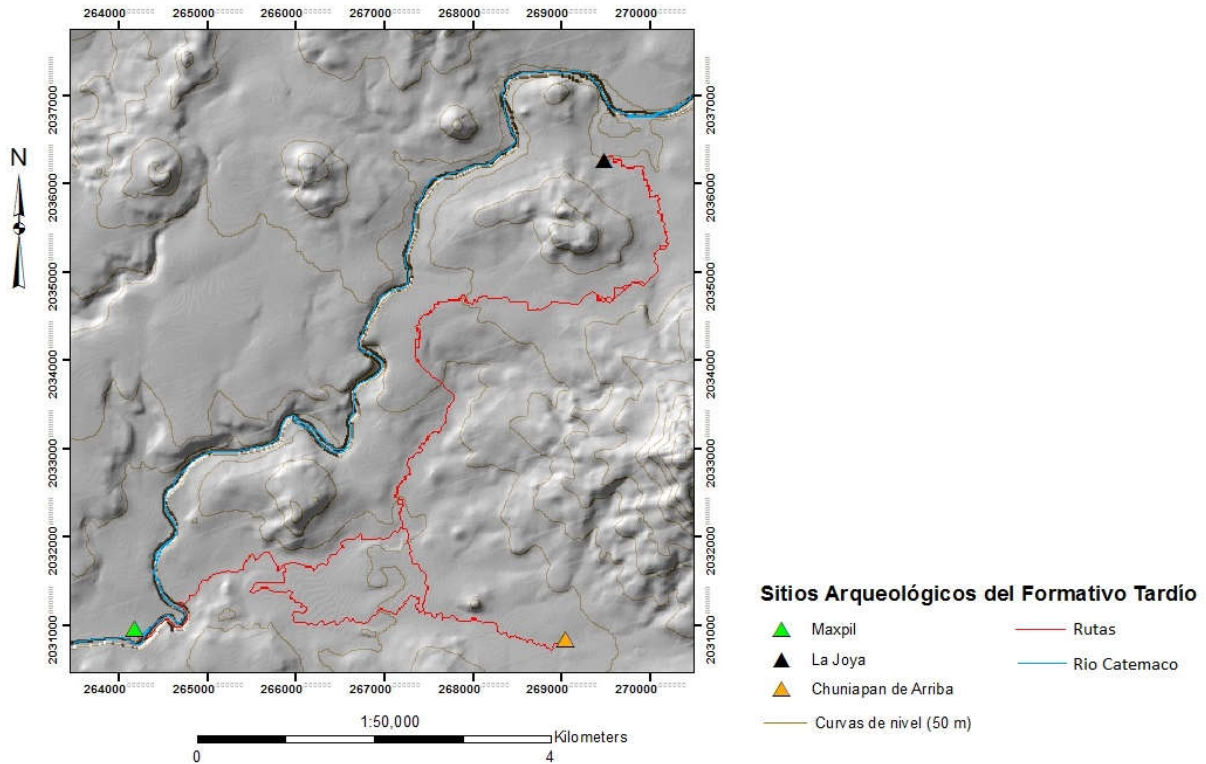 264000 265000 266000 267000 268000 269000 270000
2037000
2036000
2035000
2034000
2033000
2032000
2031000
2037000
2036000
2035000
2034000
2033000
2032000
2031000
N
264000 265000 266000 267000 268000 269000 270000
1:50,000
Kilometers
0 4
Sitios Arqueológicos del Formativo Tardío
Maxpil
La Joya
Chuniapan de Arriba
Curvas de nivel (50 m)
Rutas
Rio Catemaco